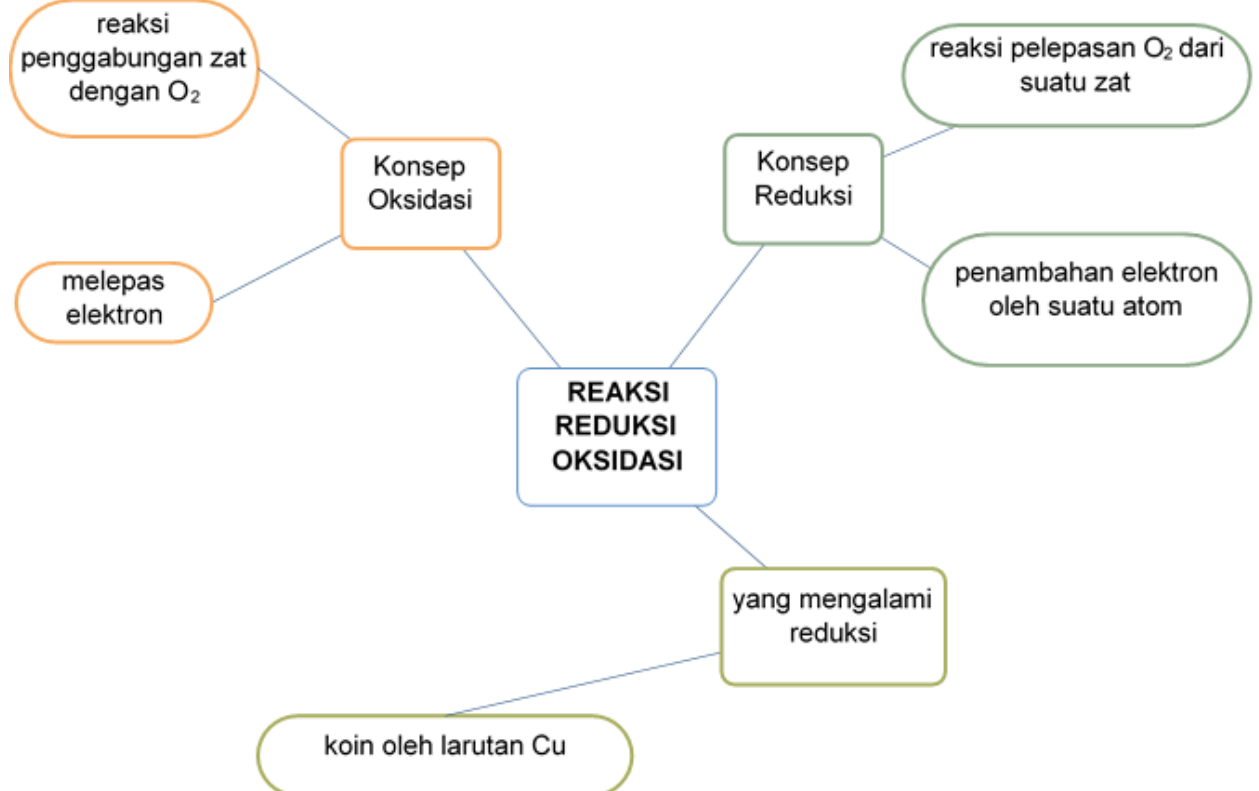 reaksi
penggabungan zat
dengan O₂
melepas
elektron
Konsep
Oksidasi
Konsep
Reduksi
reaksi pelepasan O₂ dari
suatu zat
penambahan elektron
oleh suatu atom
REAKSI
REDUKSI
OKSIDASI
yang mengalami
reduksi
koin oleh larutan Cu